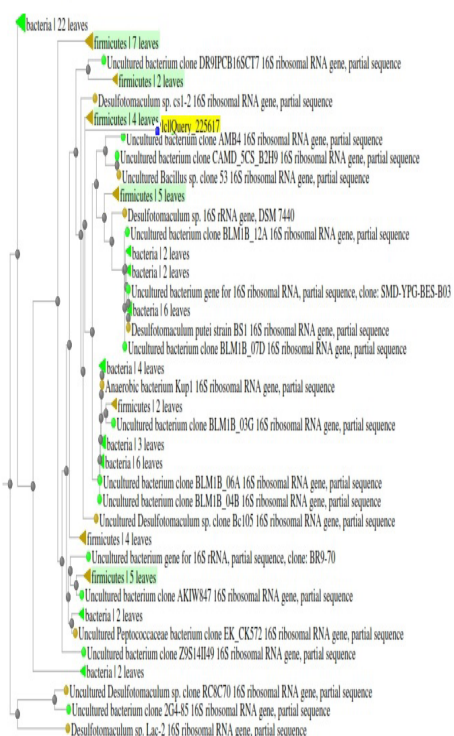 bacteria | 22 leaves
firmicutes | 7 leaves
Uncultured bacterium clone DR9IPCB16SCT7 16S ribosomal RNA gene, partial sequence
firmicutes | 2 leaves
Desulfotomaculum sp. cs1-2 16S ribosomal RNA gene, partial sequence
firmicutes | 4 leaves
lcl|Query_225617
Uncultured bacterium clone AMB4 16S ribosomal RNA gene, partial sequence
Uncultured bacterium clone CAMD_5CS_B2H9 16S ribosomal RNA gene, partial sequence
Uncultured Bacillus sp. clone 53 16S ribosomal RNA gene, partial sequence
firmicutes | 5 leaves
Desulfotomaculum sp. 16S rRNA gene, DSM 7440
Uncultured bacterium clone BLM1B_12A 16S ribosomal RNA gene, partial sequence
bacteria | 2 leaves
bacteria | 2 leaves
Uncultured bacterium gene for 16S ribosomal RNA, partial sequence, clone: SMD-YPG-BES-B03
bacteria | 6 leaves
Desulfotomaculum putei strain BS1 16S ribosomal RNA gene, partial sequence
Uncultured bacterium clone BLM1B_07D 16S ribosomal RNA gene, partial sequence
bacteria | 4 leaves
Anaerobic bacterium Kup1 16S ribosomal RNA gene, partial sequence
firmicutes | 2 leaves
Uncultured bacterium clone BLM1B_03G 16S ribosomal RNA gene, partial sequence
bacteria | 3 leaves
bacteria | 6 leaves
Uncultured bacterium clone BLM1B_06A 16S ribosomal RNA gene, partial sequence
Uncultured bacterium clone BLM1B_04B 16S ribosomal RNA gene, partial sequence
Uncultured Desulfotomaculum sp. clone Bc105 16S ribosomal RNA gene, partial sequence
firmicutes | 4 leaves
Uncultured bacterium gene for 16S rRNA, partial sequence, clone: BR9-70
firmicutes | 5 leaves
Uncultured bacterium clone AKIW847 16S ribosomal RNA gene, partial sequence
bacteria | 2 leaves
Uncultured Peptococcaceae bacterium clone EK_CK572 16S ribosomal RNA gene, partial sequence
Uncultured bacterium clone Z9S14II49 16S ribosomal RNA gene, partial sequence
bacteria | 2 leaves
Uncultured Desulfotomaculum sp. clone RC8C70 16S ribosomal RNA gene, partial sequence
Uncultured bacterium clone 2G4-85 16S ribosomal RNA gene, partial sequence
Desulfotomaculum sp. Lac-2 16S ribosomal RNA gene, partial sequence